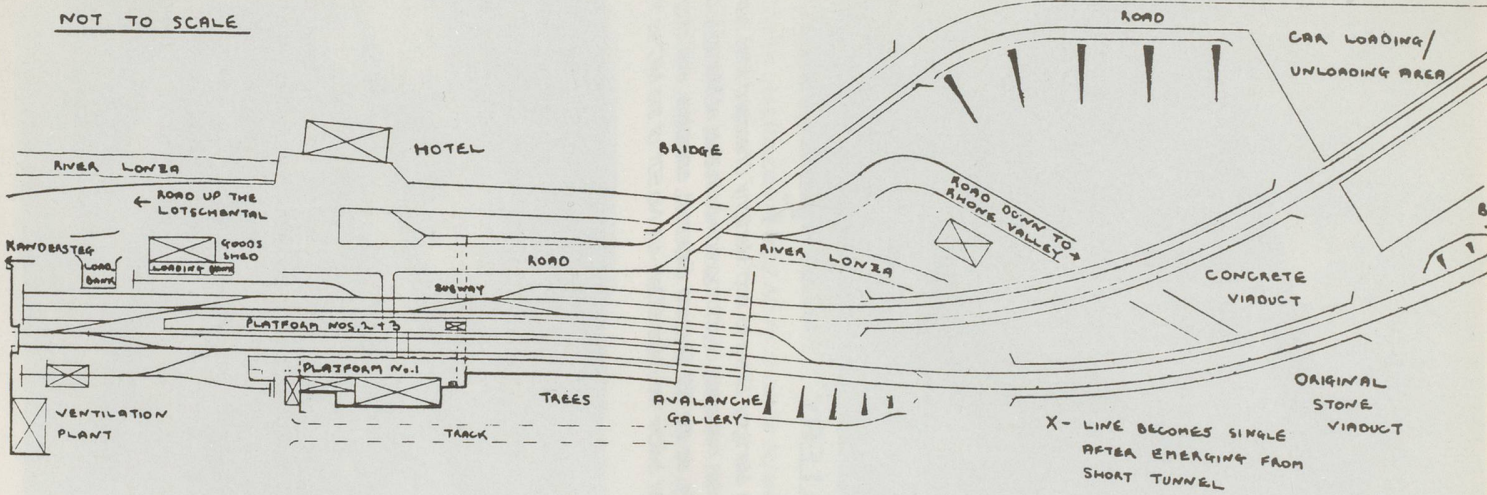 NOT TO SCALE
ROAD
CAR LOADING/
UNLOADING AREA
MOTEL
BRIDGE
RIVER LONZA
← ROAD UP THE
LOTSCHENTAL
ROAD DOWN TO
RHONE VALLEY
KANDERSTEG
LOAD
BANK
GOODS
SHED
LOADING BANK
ROAD
RIVER LONZA
SUBWAY
CONCRETE
VIADUCT
PLATFORM NOS. 2 + 3
PLATFORM No. 1
VENTILATION
PLANT
TREES
AVALANCHE
GALLERY
TRACK
ORIGINAL
STONE
VIADUCT
X - LINE BECOMES SINGLE
AFTER EMERGING FROM
SHORT TUNNEL